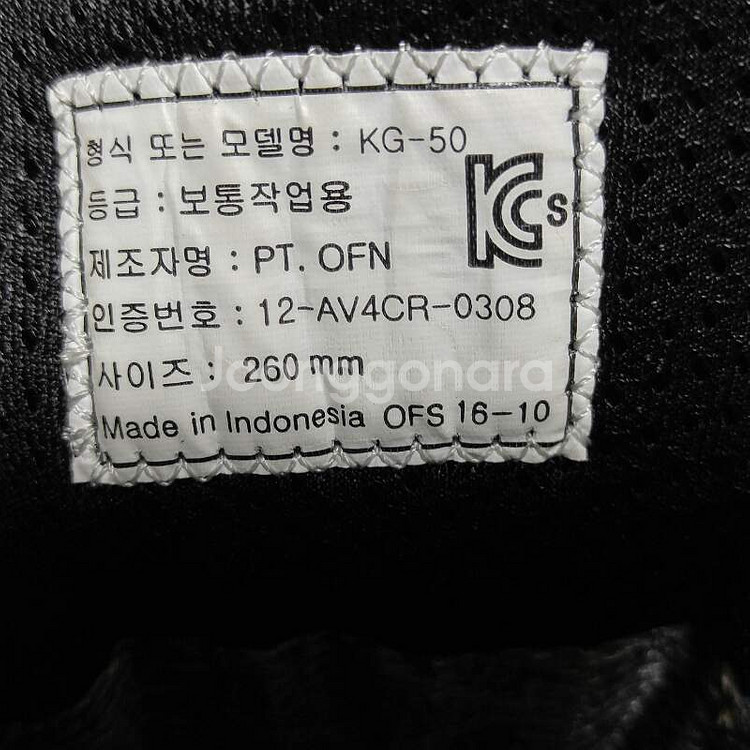 형식 또는 모델명 : KG-50
등급 : 보통작업용
KCs
제조자명 : PT. OFN
인증번호 : 12-AV4CR-0308
사이즈 : 260 mm
Joonggonara
Made in Indonesia OFS 16-10